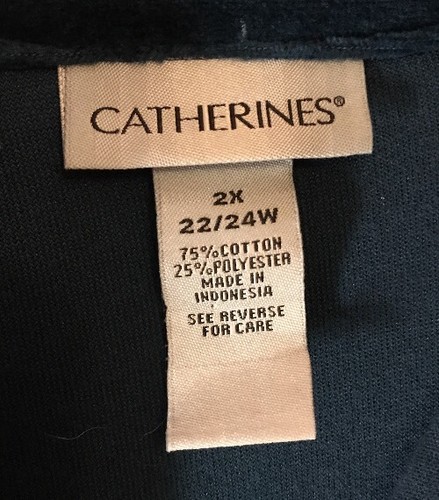 CATHERINES®
2X
22/24W
75%COTTON
25%POLYESTER
MADE IN
INDONESIA
SEE REVERSE
FOR CARE